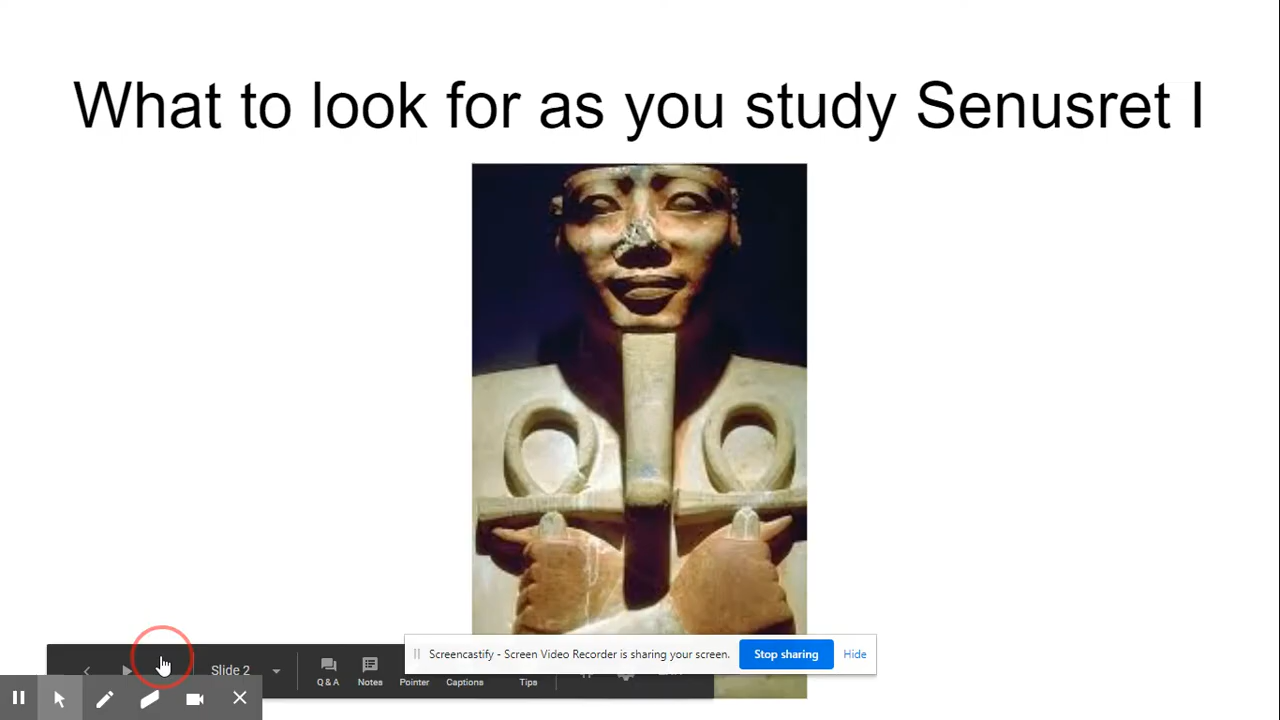 What to look for as you study Senusret I
Screencastify - Screen Video Recorder is sharing your screen.
Stop sharing
Hide
Slide 2
Q & A
Notes
Pointer
Captions
Tips